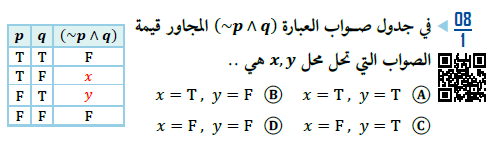 08
1
في جدول صواب العبارة (~p ∧ q) المجاور قيمة
الصواب التي تحل محل x, y هي ..
x = T , y = T (A)
x = T , y = F (B)
x = F , y = T (C)
x = F , y = F (D)
p q (~p ∧ q)
T T F
T F x
F T y
F F F